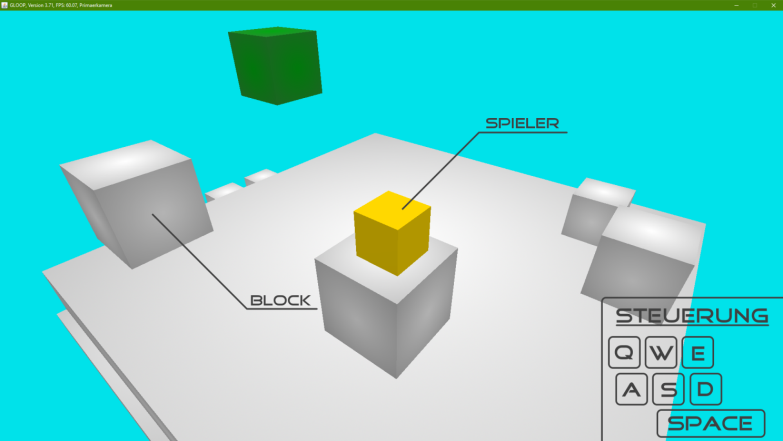 GLOOP, Version 3.71, FPS: 60.07, Primaerkamera
SPIELER
BLOCK
STEUERUNG
Q W E
A S D
SPACE